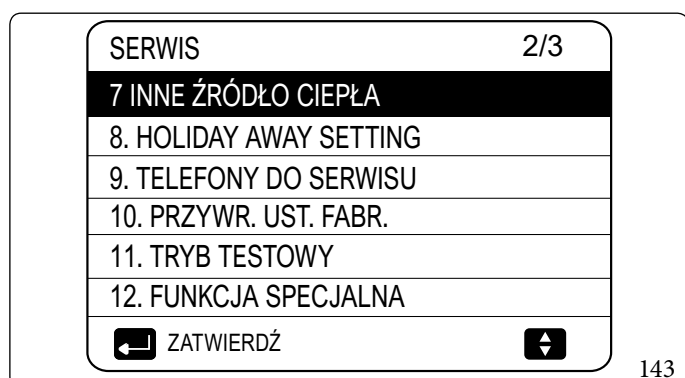 SERWIS 2/3
7 INNE ŹRÓDŁO CIEPŁA
8. HOLIDAY AWAY SETTING
9. TELEFONY DO SERWISU
10. PRZYWR. UST. FABR.
11. TRYB TESTOWY
12. FUNKCJA SPECJALNA
ZATWIERDŹ
143